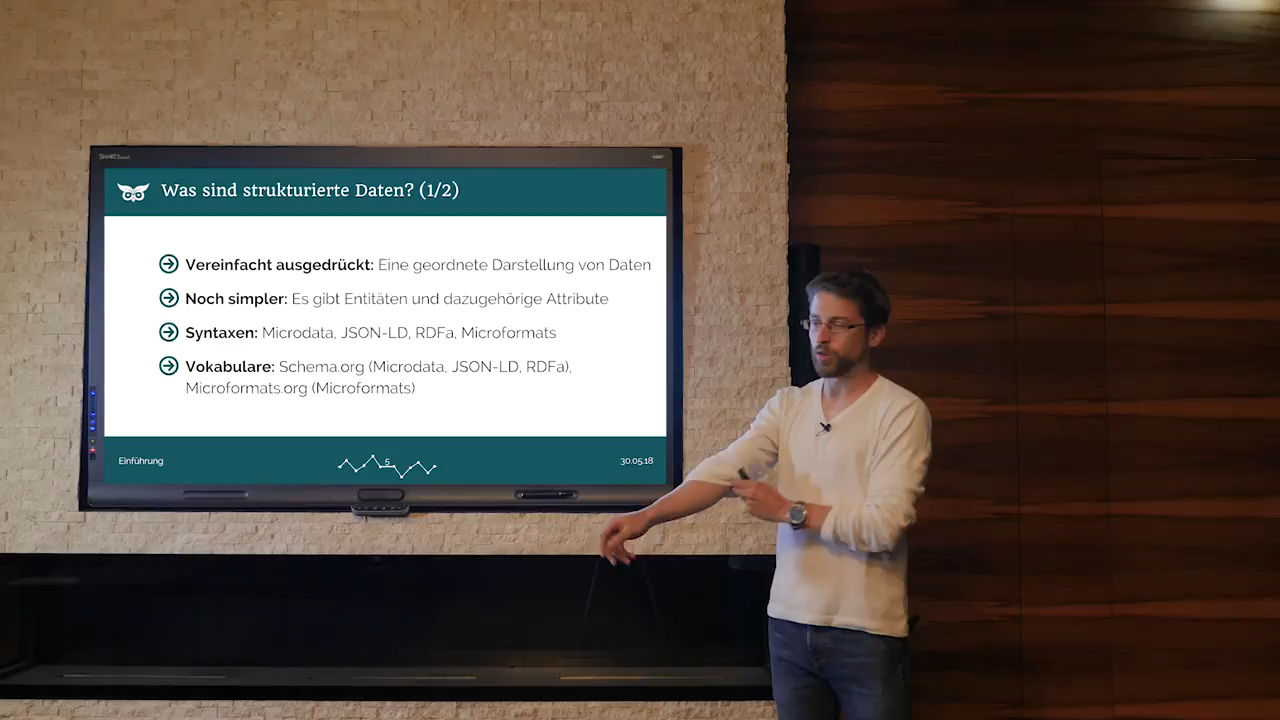 Was sind strukturierte Daten? (1/2)
Vereinfacht ausgedrückt: Eine geordnete Darstellung von Daten
Noch simpler: Es gibt Entitäten und dazugehörige Attribute
Syntaxen: Microdata, JSON-LD, RDFa, Microformats
Vokabulare: Schema.org (Microdata, JSON-LD, RDFa),
Microformats.org (Microformats)
Einführung
5
30.05.18